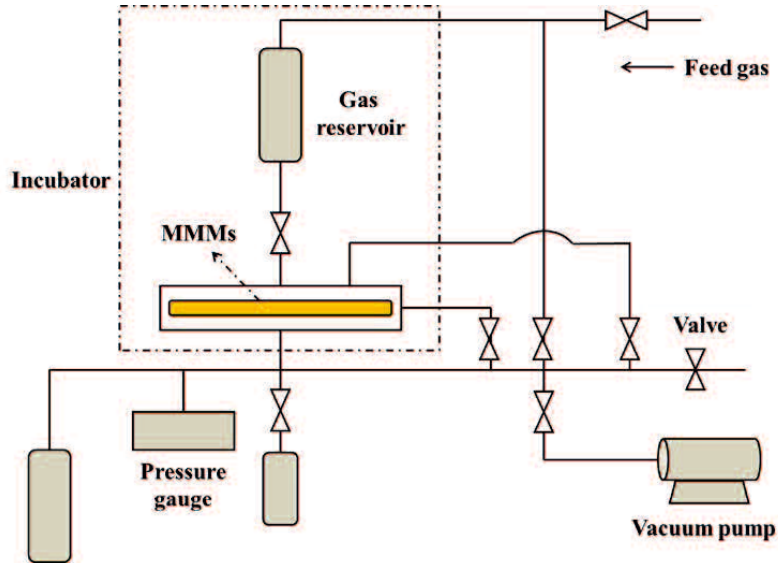 Feed gas
Gas
reservoir
Incubator
MMMs
Valve
Pressure
gauge
Vacuum pump